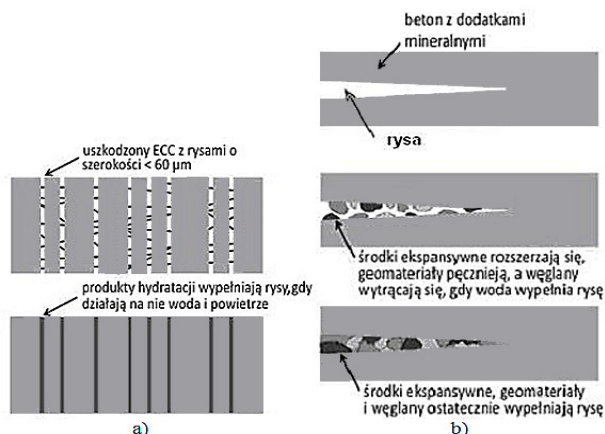 uszkodzony ECC z rysami o
szerokości < 60 µm
produkty hydratacji wypełniają rysy,gdy
działają na nie woda i powietrze
a)
beton z dodatkami
mineralnymi
rysa
środki ekspansywne rozszerzają się,
geomateriały pęcznieją, a węglany
wytrącają się, gdy woda wypełnia rysę
środki ekspansywne, geomateriały
i węglany ostatecznie wypełniają rysę
b)